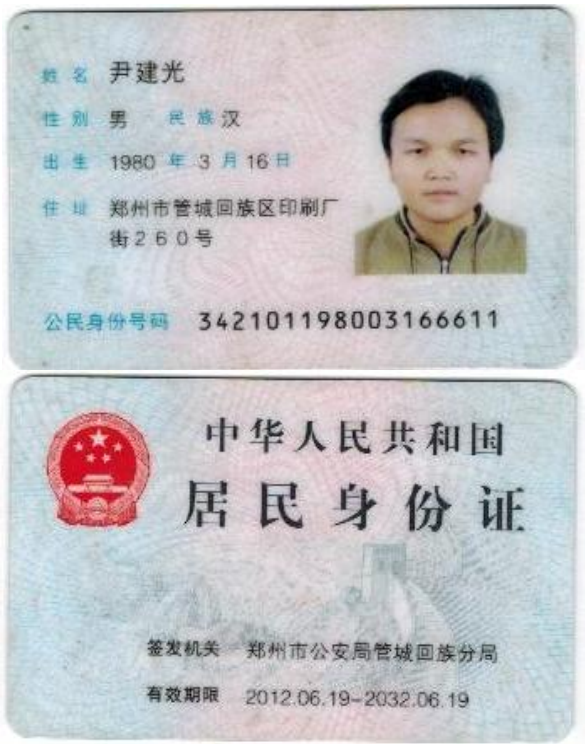 姓名 尹建光
性别 男 民族 汉
出生 1980 年 3 月 16 日
住址 郑州市管城回族区印刷厂
街260号
公民身份号码 342101198003166611
中华人民共和国
居民身份证
签发机关 郑州市公安局管城回族分局
有效期限 2012.06.19-2032.06.19